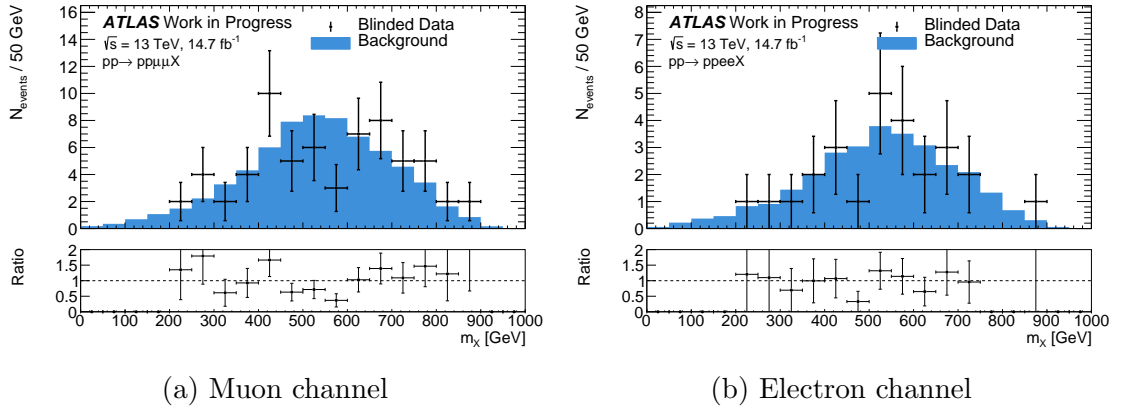 ATLAS Work in Progress
√s = 13 TeV, 14.7 fb⁻¹
pp→ ppμμX
Blinded Data
Background
N_events / 50 GeV
16
14
12
10
8
6
4
2
0
Ratio
2
1.5
1
0.5
0
0 100 200 300 400 500 600 700 800 900 1000
m_X [GeV]
(a) Muon channel
ATLAS Work in Progress
√s = 13 TeV, 14.7 fb⁻¹
pp→ ppeeX
Blinded Data
Background
N_events / 50 GeV
8
7
6
5
4
3
2
1
0
Ratio
2
1.5
1
0.5
0
0 100 200 300 400 500 600 700 800 900 1000
m_X [GeV]
(b) Electron channel